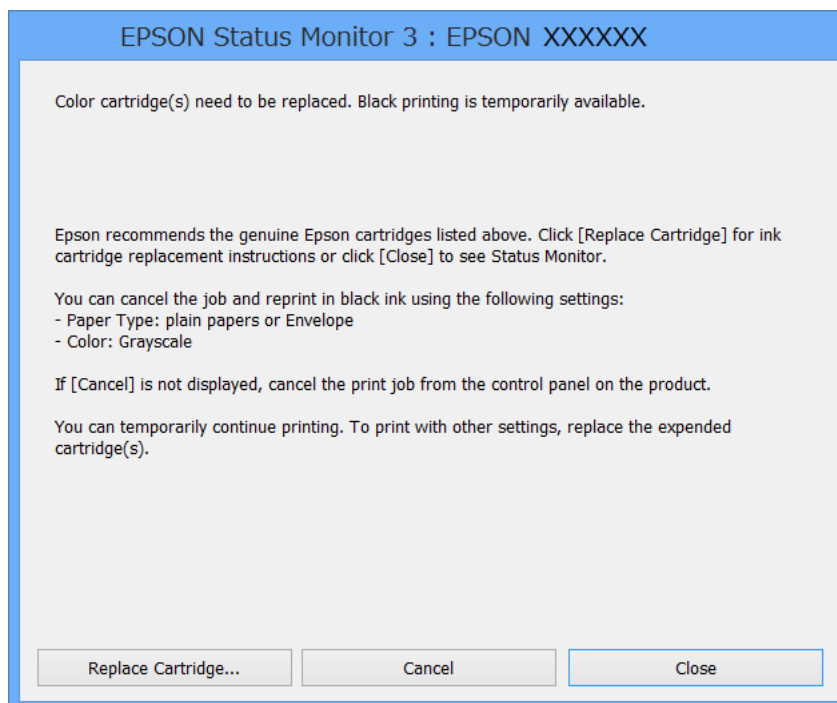 EPSON Status Monitor 3 : EPSON XXXXXX
Color cartridge(s) need to be replaced. Black printing is temporarily available.
Epson recommends the genuine Epson cartridges listed above. Click [Replace Cartridge] for ink
cartridge replacement instructions or click [Close] to see Status Monitor.
You can cancel the job and reprint in black ink using the following settings:
- Paper Type: plain papers or Envelope
- Color: Grayscale
If [Cancel] is not displayed, cancel the print job from the control panel on the product.
You can temporarily continue printing. To print with other settings, replace the expended
cartridge(s).
Replace Cartridge... Cancel Close